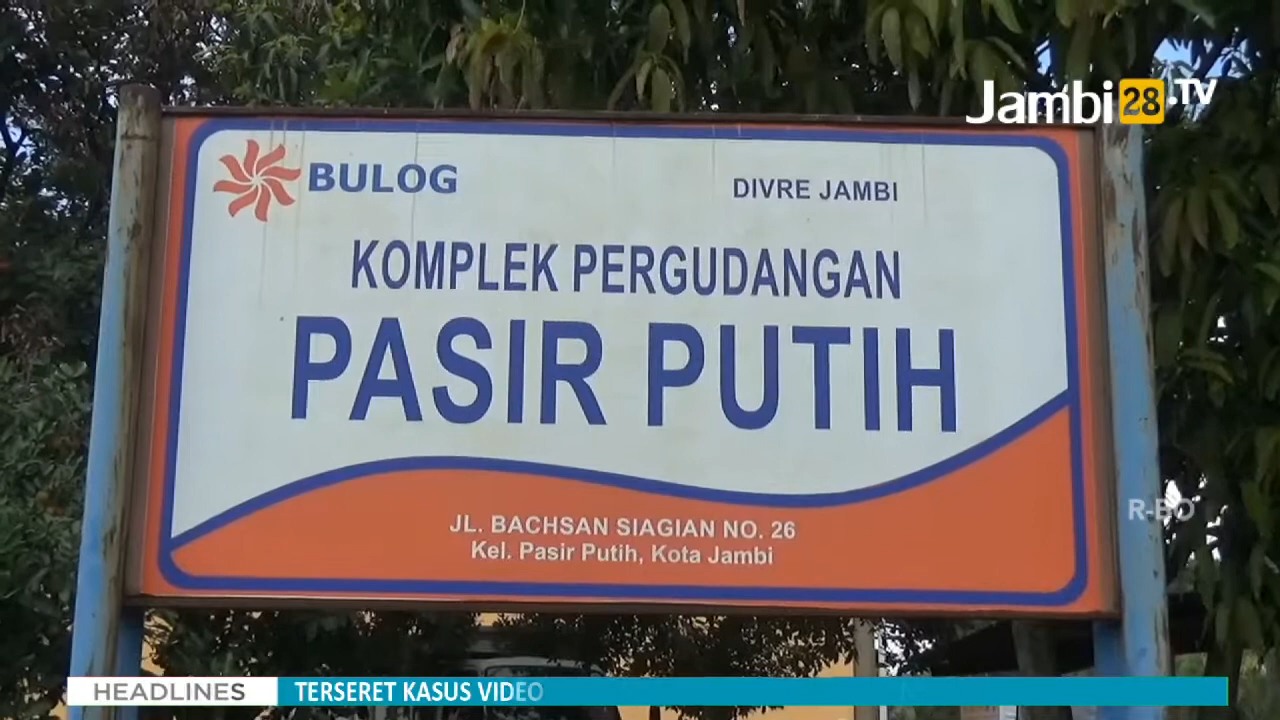 Jambi28.TV
BULOG
DIVRE JAMBI
KOMPLEK PERGUDANGAN
PASIR PUTIH
JL. BACHSAN SIAGIAN NO. 26
Kel. Pasir Putih, Kota Jambi
R-BO
HEADLINES
TERSERET KASUS VIDEO